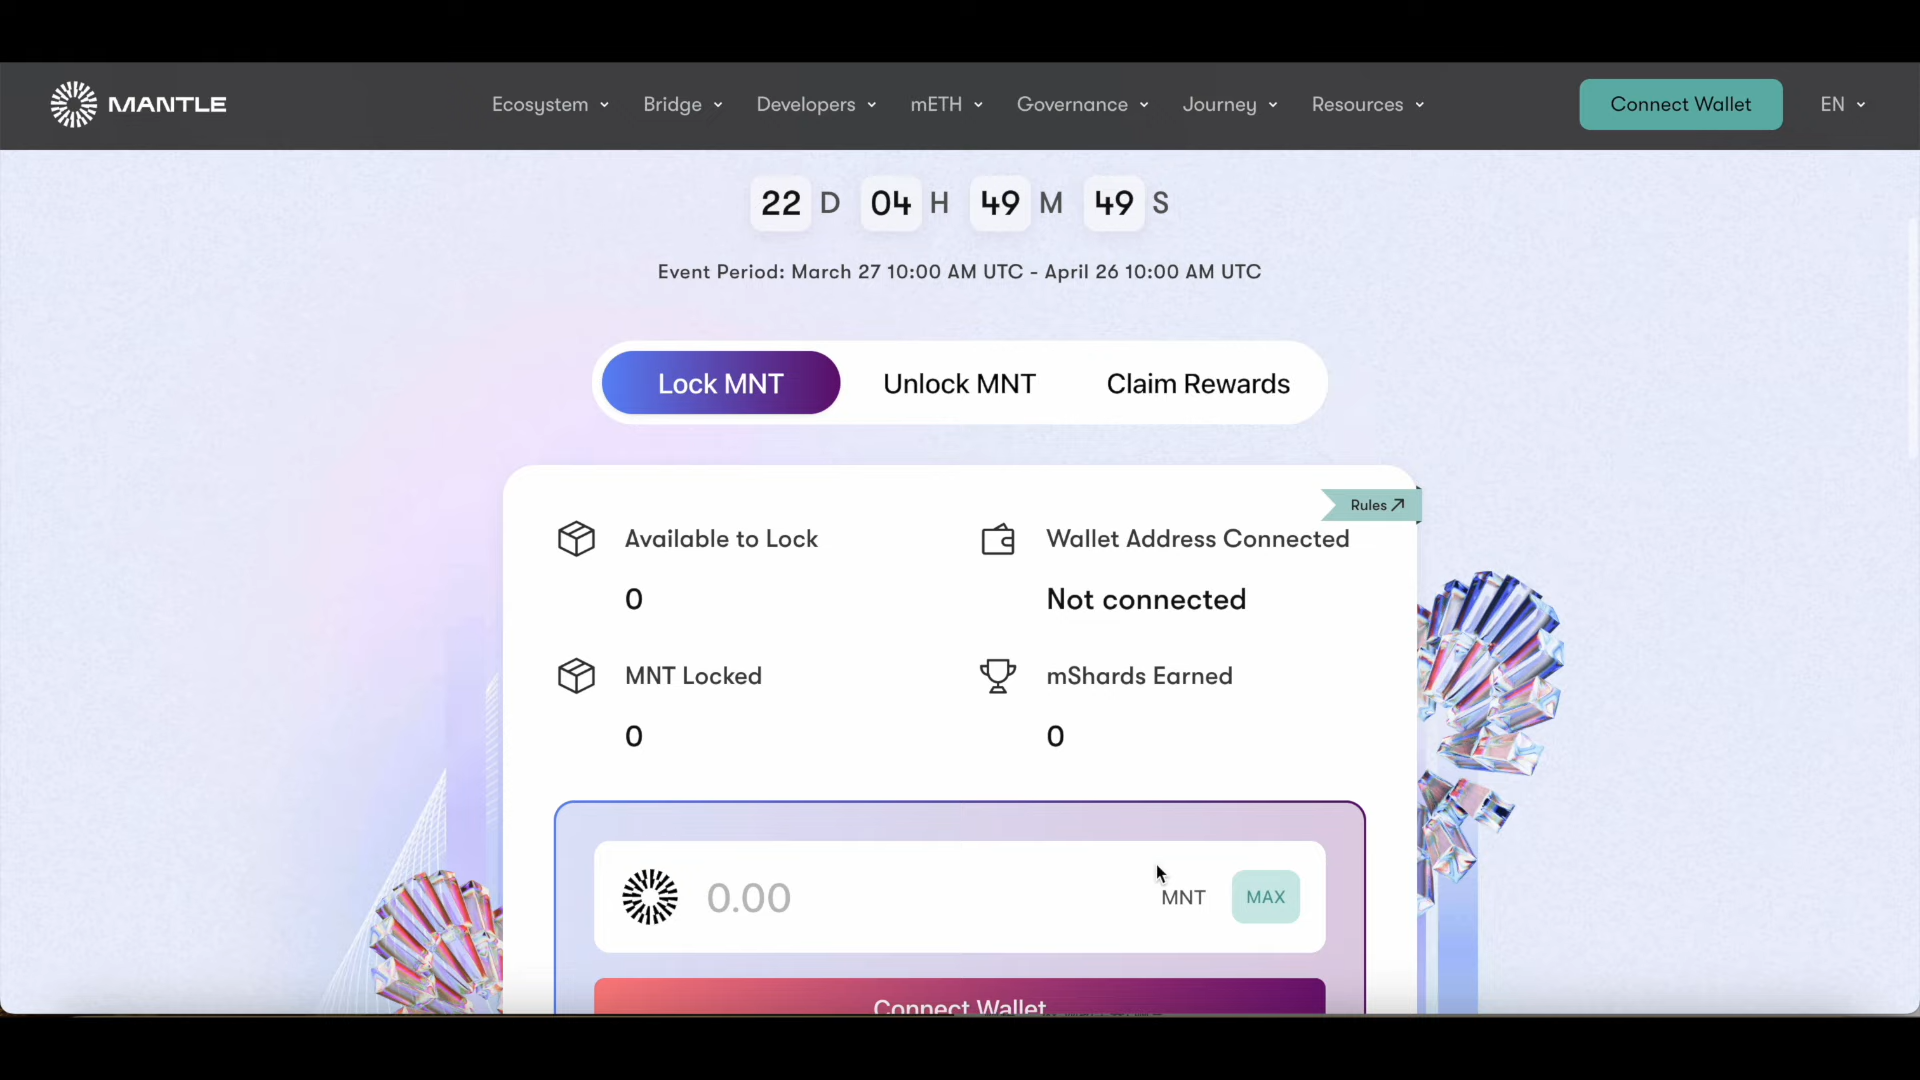 MANTLE
Ecosystem
Bridge
Developers
mETH
Governance
Journey
Resources
Connect Wallet
EN
22 D 04 H 49 M 49 S
Event Period: March 27 10:00 AM UTC - April 26 10:00 AM UTC
Lock MNT
Unlock MNT
Claim Rewards
Rules
Available to Lock
0
Wallet Address Connected
Not connected
MNT Locked
0
mShards Earned
0
0.00
MNT
MAX
Connect Wallet